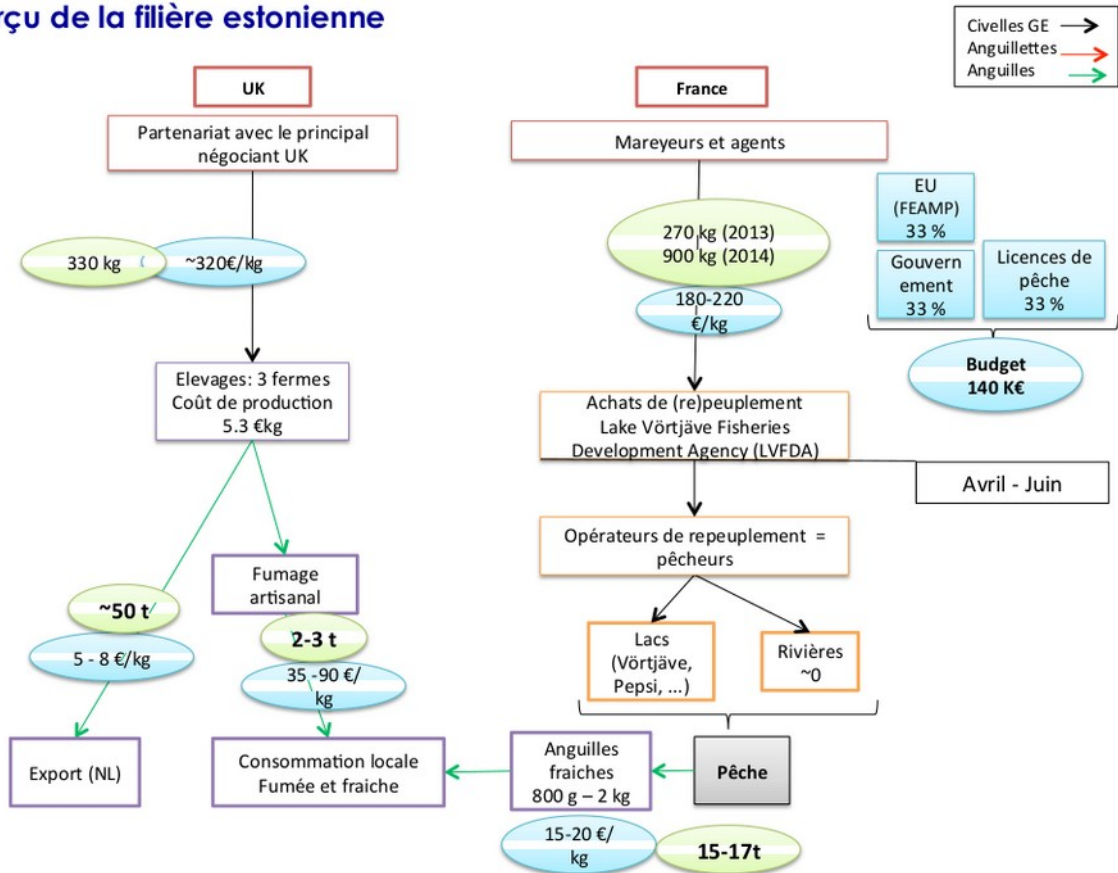 rçu de la filière estonienne
Civelles GE
Anguillettes
Anguilles
UK
Partenariat avec le principal
négociant UK
330 kg
~320€/kg
Elevages: 3 fermes
Coût de production
5.3 €kg
Fumage
artisanal
~50 t
5 - 8 €/kg
2-3 t
35 -90 €/
kg
Export (NL)
Consommation locale
Fumée et fraiche
France
Mareyeurs et agents
270 kg (2013)
900 kg (2014)
180-220
€/kg
EU
(FEAMP)
33 %
Gouvern
ement
33 %
Licences de
pêche
33 %
Budget
140 K€
Achats de (re)peuplement
Lake Vörtjäve Fisheries
Development Agency (LVFDA)
Avril - Juin
Opérateurs de repeuplement =
pêcheurs
Lacs
(Vörtjäve,
Pepsi, ...)
Rivières
~0
Anguilles
fraiches
800 g – 2 kg
Pêche
15-20 €/
kg
15-17t